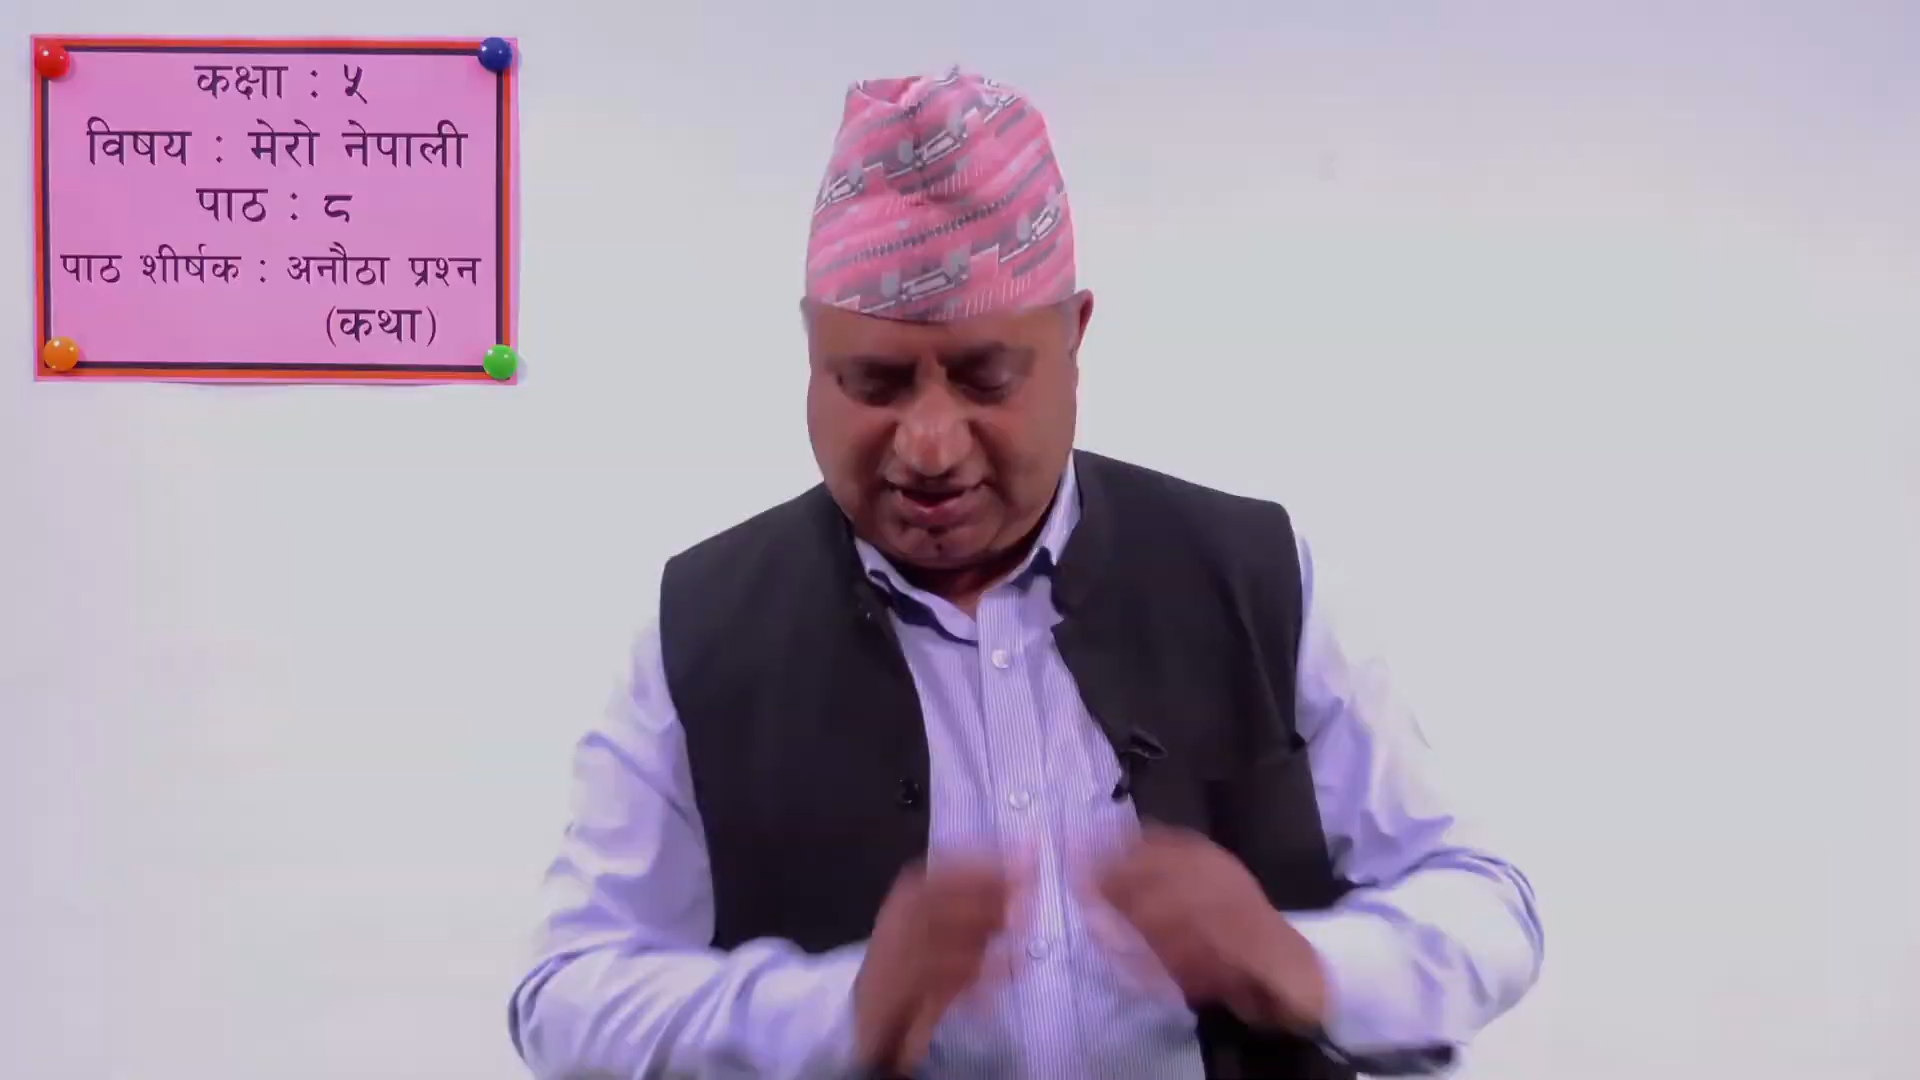 कक्षा : ५
विषय : मेरो नेपाली
पाठ : ८
पाठ शीर्षक : अनौठा प्रश्न
(कथा)